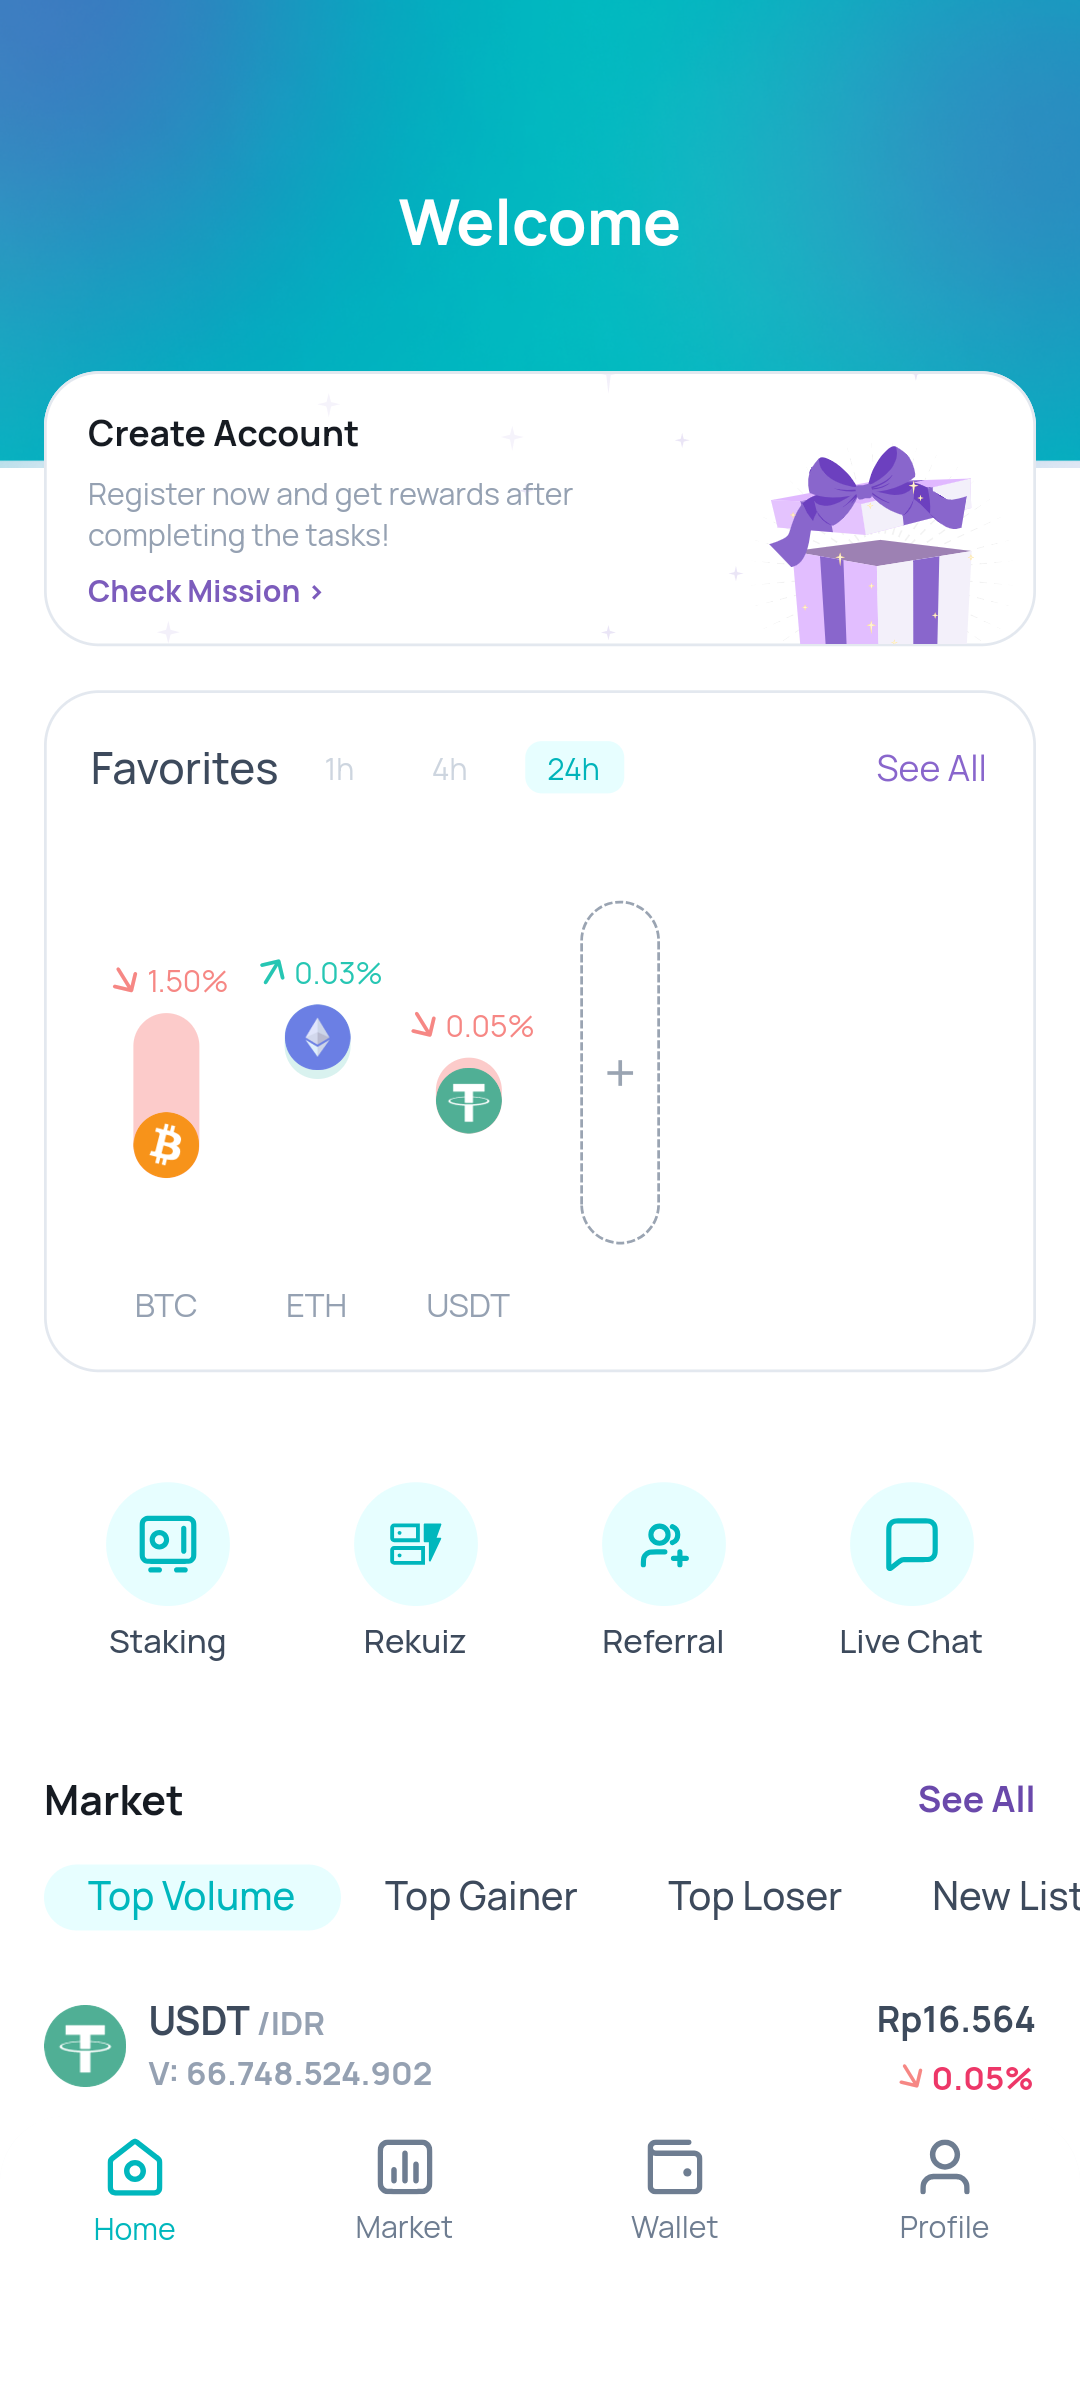 Welcome
Create Account
Register now and get rewards after
completing the tasks!
Check Mission >
Favorites 1h 4h 24h See All
1.50% 0.03% 0.05%
+
BTC ETH USDT
Staking Rekuiz Referral Live Chat
Market See All
Top Volume Top Gainer Top Loser New List
USDT /IDR Rp16.564
V: 66.748.524.902 0.05%
Home Market Wallet Profile